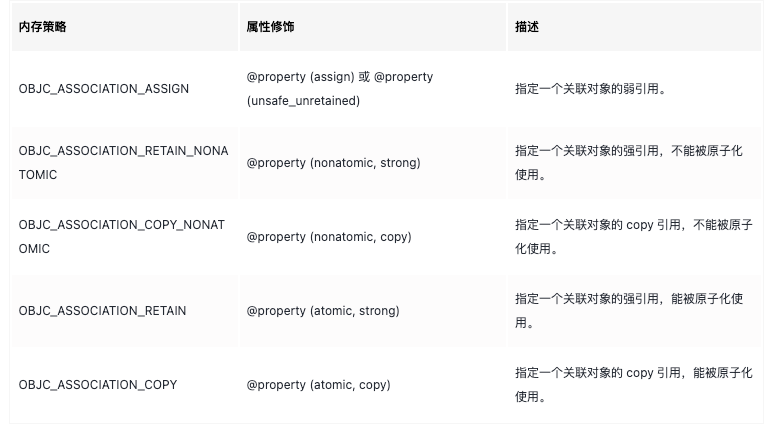 内存策略
属性修饰
描述
OBJC_ASSOCIATION_ASSIGN
@property (assign) 或 @property
(unsafe_unretained)
指定一个关联对象的弱引用。
OBJC_ASSOCIATION_RETAIN_NONA
TOMIC
@property (nonatomic, strong)
指定一个关联对象的强引用，不能被原子化
使用。
OBJC_ASSOCIATION_COPY_NONAT
OMIC
@property (nonatomic, copy)
指定一个关联对象的 copy 引用，不能被原子
化使用。
OBJC_ASSOCIATION_RETAIN
@property (atomic, strong)
指定一个关联对象的强引用，能被原子化使
用。
OBJC_ASSOCIATION_COPY
@property (atomic, copy)
指定一个关联对象的 copy 引用，能被原子化
使用。